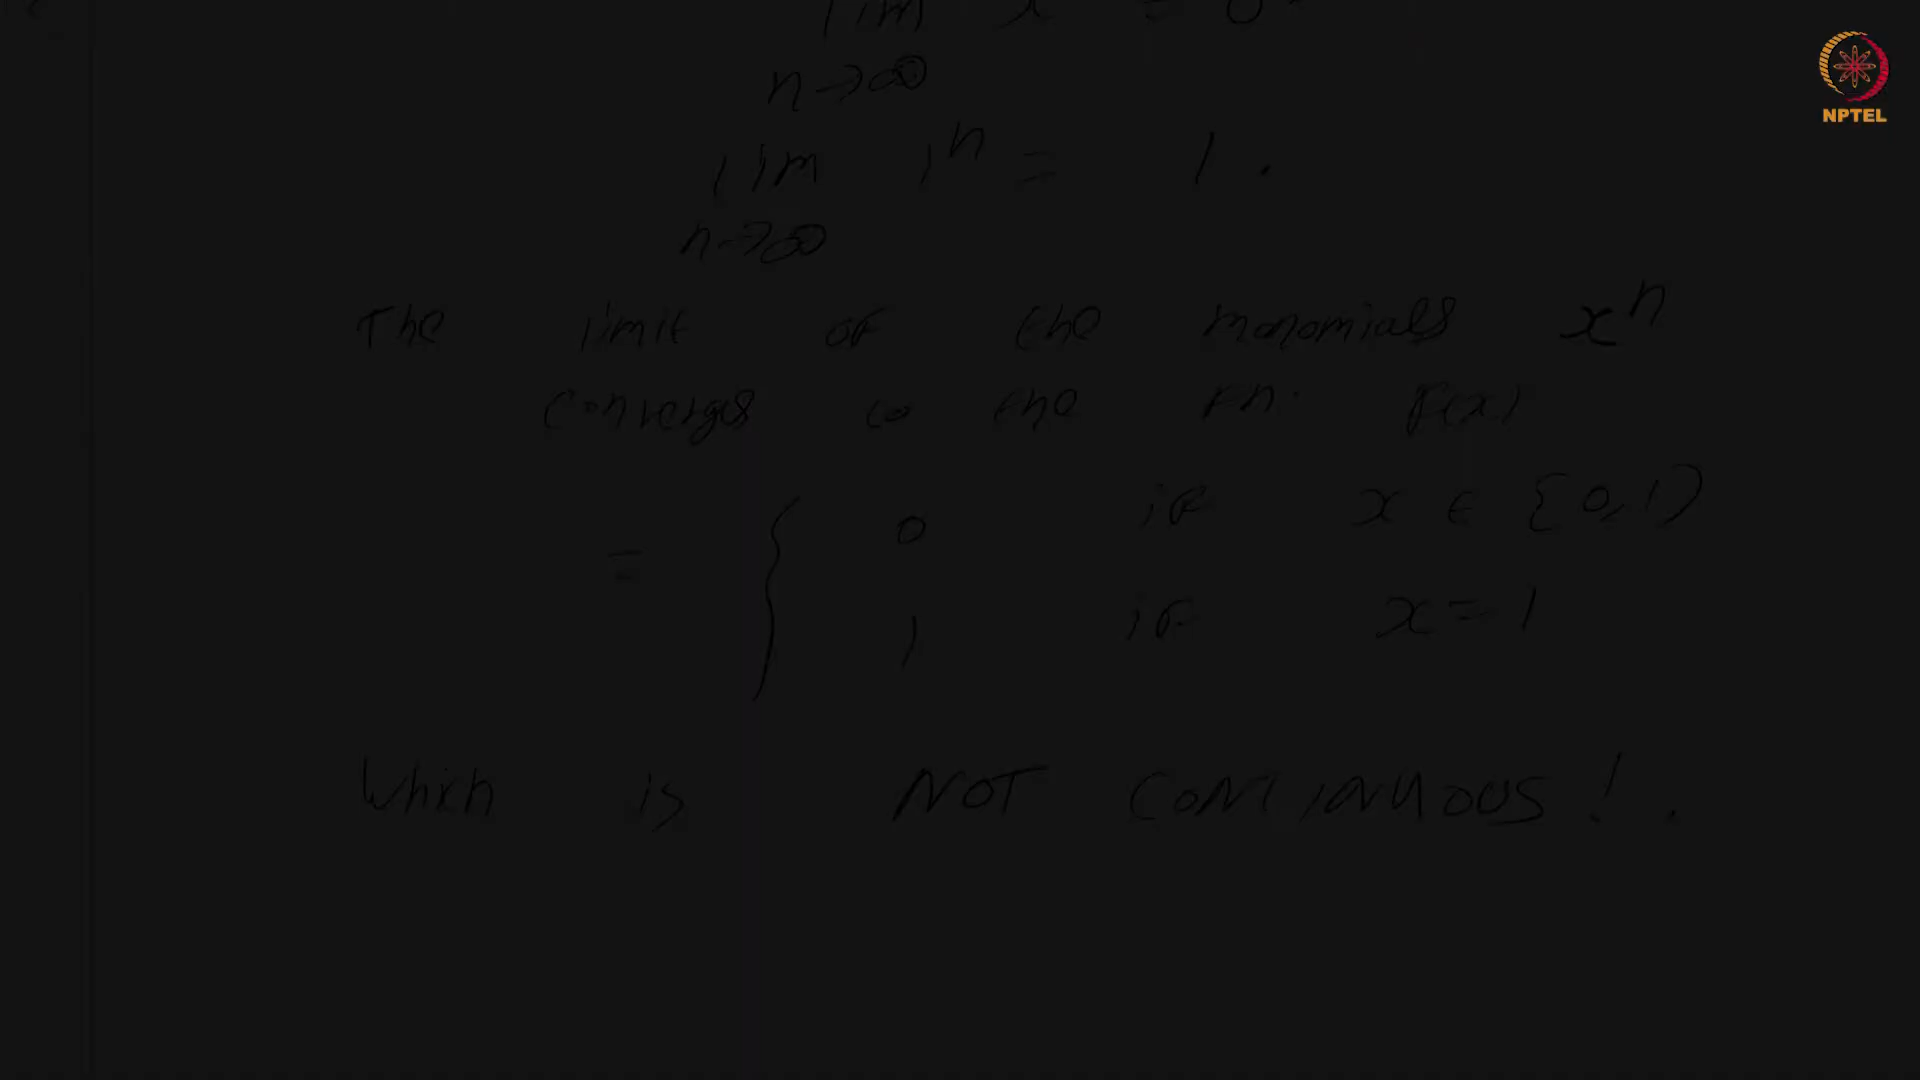 lim x = 0.
n→∞
NPTEL
lim 1ⁿ = 1 .
n→∞
The limit of the monomials xⁿ
converges to the fn. F(x)
= { 0 if x ∈ [0,1)
1 if x=1
Which is NOT CONTINUOUS! .